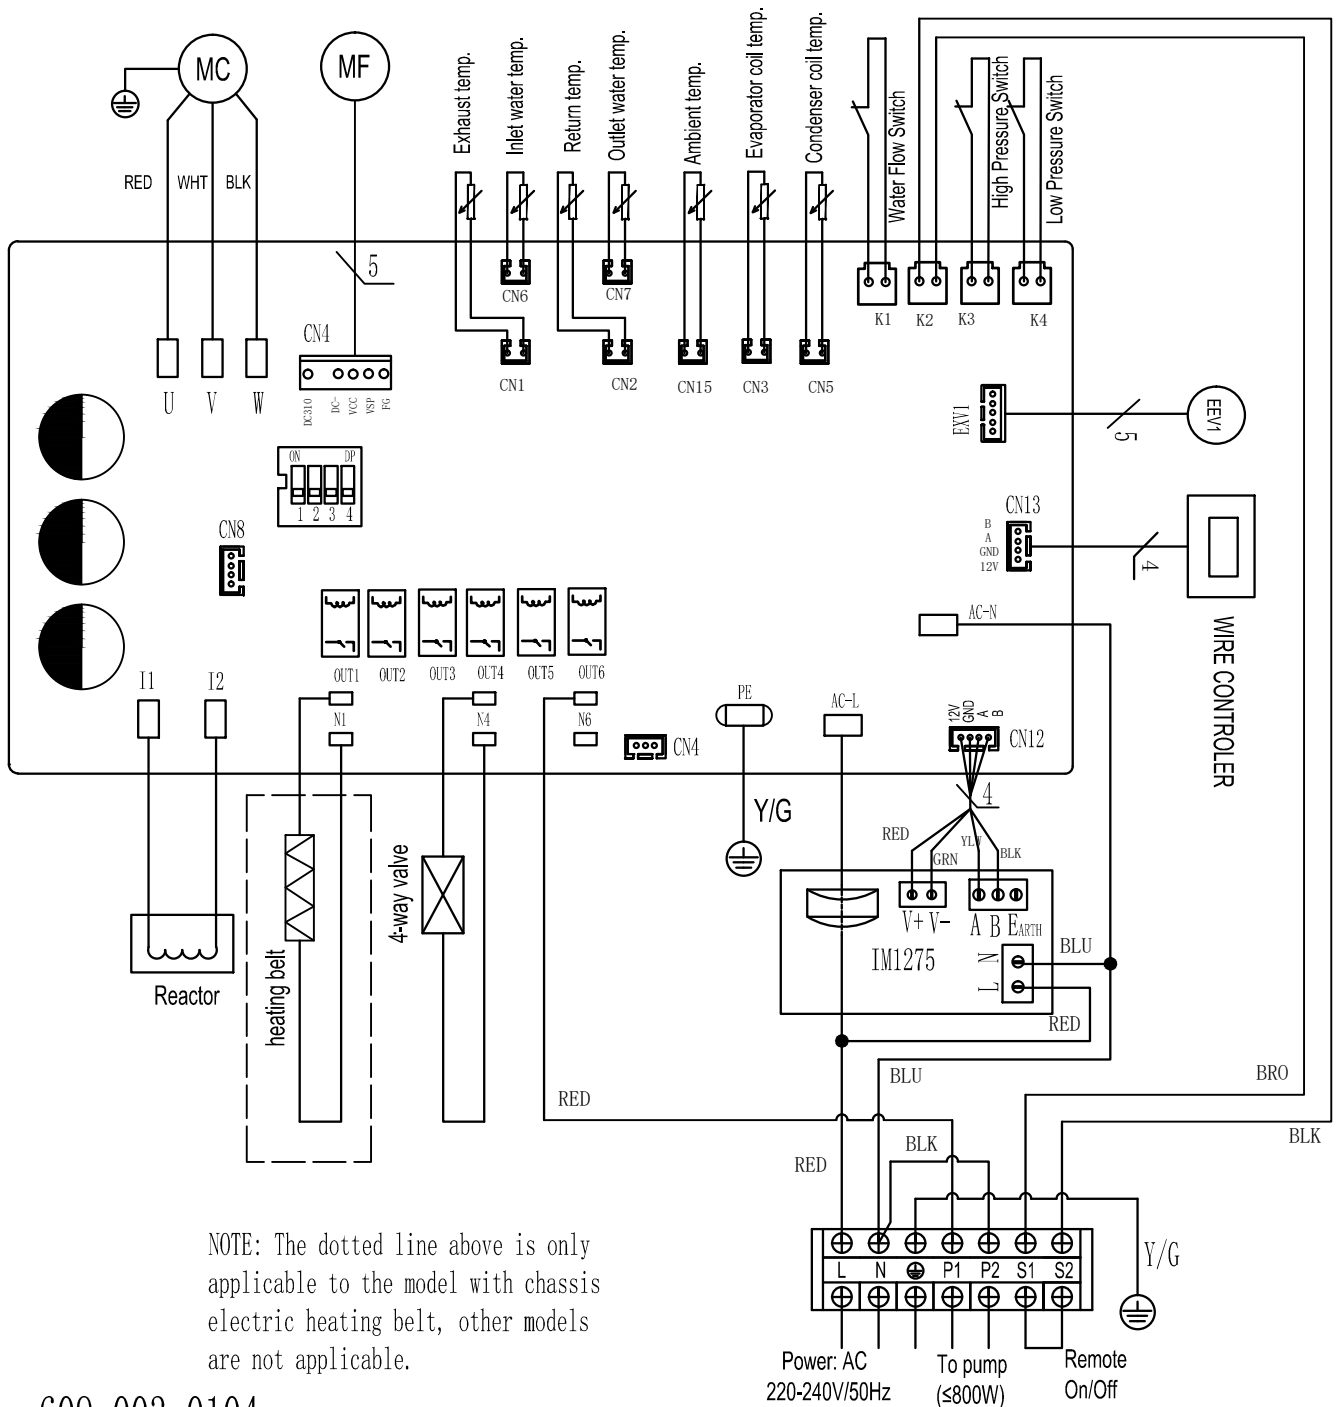 MC
MF
Exhaust temp.
Inlet water temp.
Return temp.
Outlet water temp.
Ambient temp.
Evaporator coil temp.
Condenser coil temp.
Water Flow Switch
High Pressure Switch
Low Pressure Switch
RED
WHT
BLK
5
CN6
CN7
K1
K2
K3
K4
CN4
CN1
CN2
CN15
CN3
CN5
U
V
W
DC310
DC-
VCC
VSP
FG
EXV1
5
EEV1
ON
DP
1 2 3 4
CN8
CN13
B
A
GND
12V
4
WIRE CONTROLER
AC-N
OUT1
OUT2
OUT3
OUT4
OUT5
OUT6
I1
I2
N1
N4
N6
CN4
PE
AC-L
12V
GND
A
B
CN12
4
Y/G
RED
GRN
YLW
BLK
V+ V-
A B EARTH
IM1275
N
L
BLU
RED
Reactor
heating belt
4-way valve
RED
BLU
BLK
RED
BRO
BLK
Y/G
L
N
P1
P2
S1
S2
NOTE: The dotted line above is only
applicable to the model with chassis
electric heating belt, other models
are not applicable.
Power: AC
220-240V/50Hz
To pump
(≤800W)
Remote
On/Off